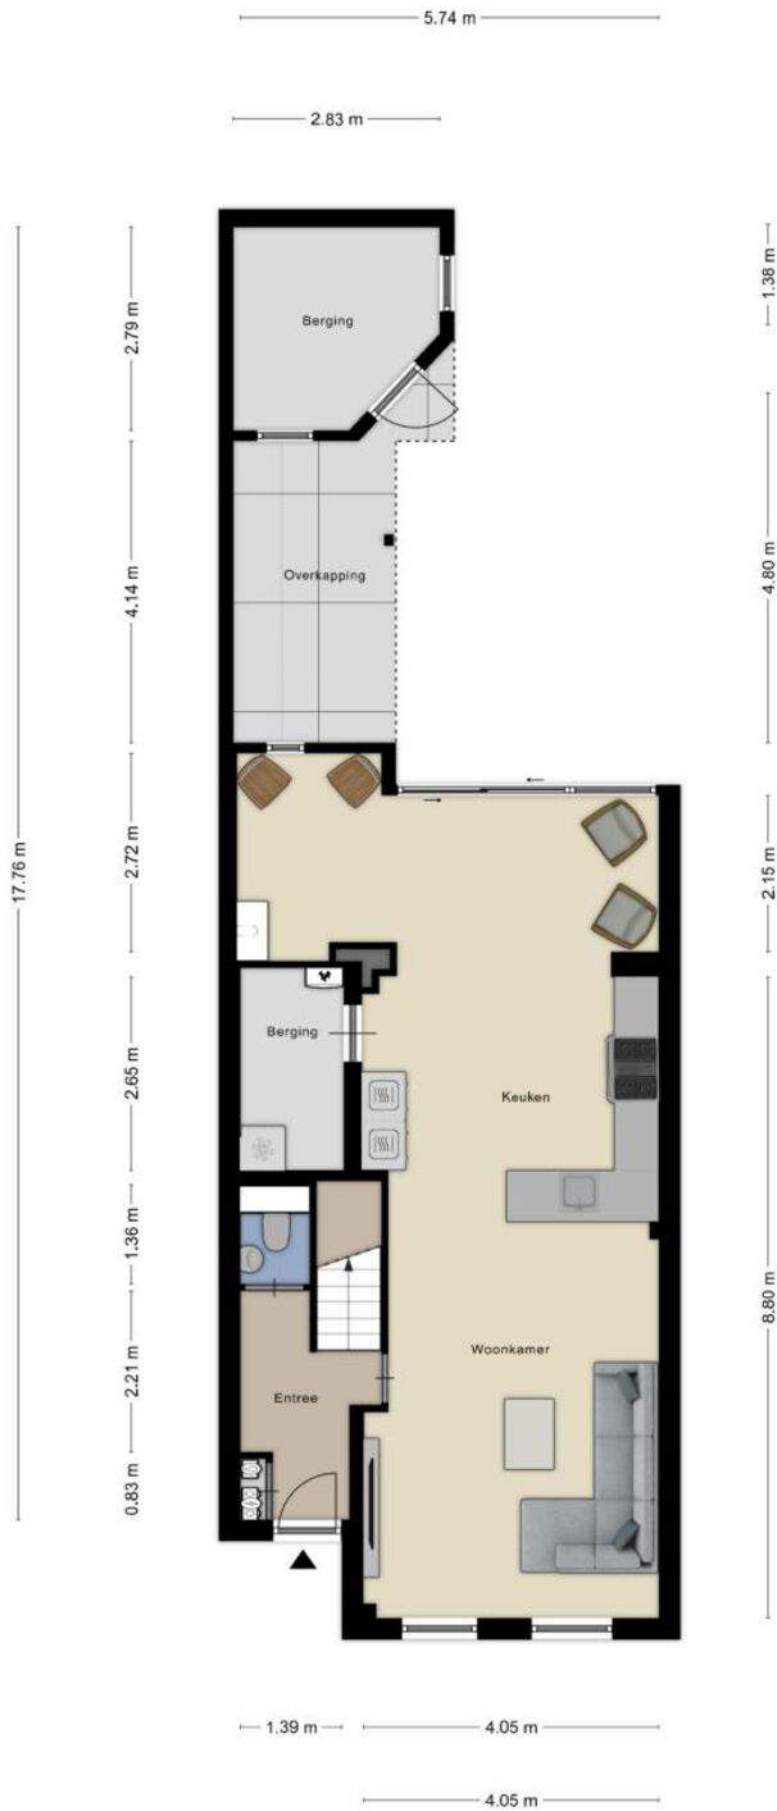 5.74 m
2.83 m
1.38 m
2.79 m
Berging
4.80 m
4.14 m
Overkapping
17.76 m
2.72 m
2.15 m
Berging
2.65 m
Keuken
1.36 m
8.80 m
Woonkamer
2.21 m
Entree
0.83 m
1.39 m
4.05 m
4.05 m